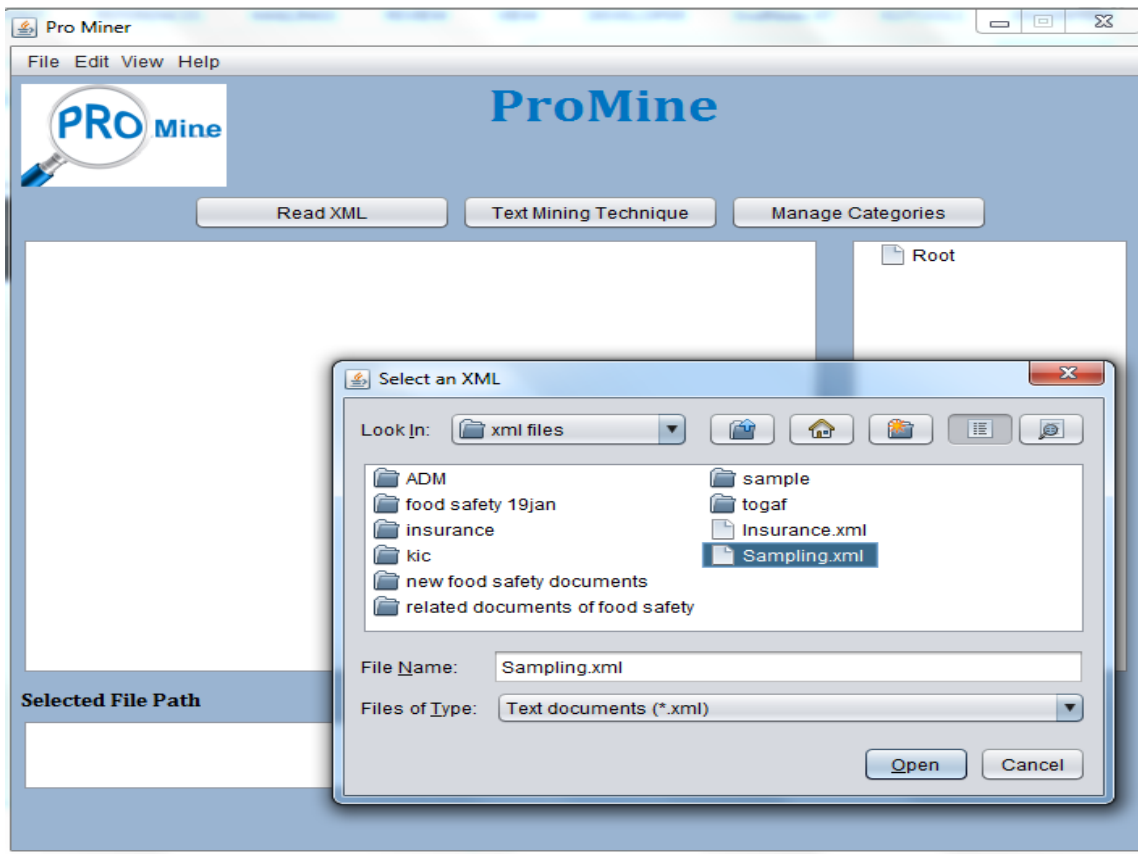 Pro Miner
File Edit View Help
PRO Mine
ProMine
Read XML
Text Mining Technique
Manage Categories
Root
Select an XML
Look In:
xml files
ADM
food safety 19jan
insurance
kic
new food safety documents
related documents of food safety
sample
togaf
Insurance.xml
Sampling.xml
File Name:
Sampling.xml
Files of Type:
Text documents (*.xml)
Open
Cancel
Selected File Path